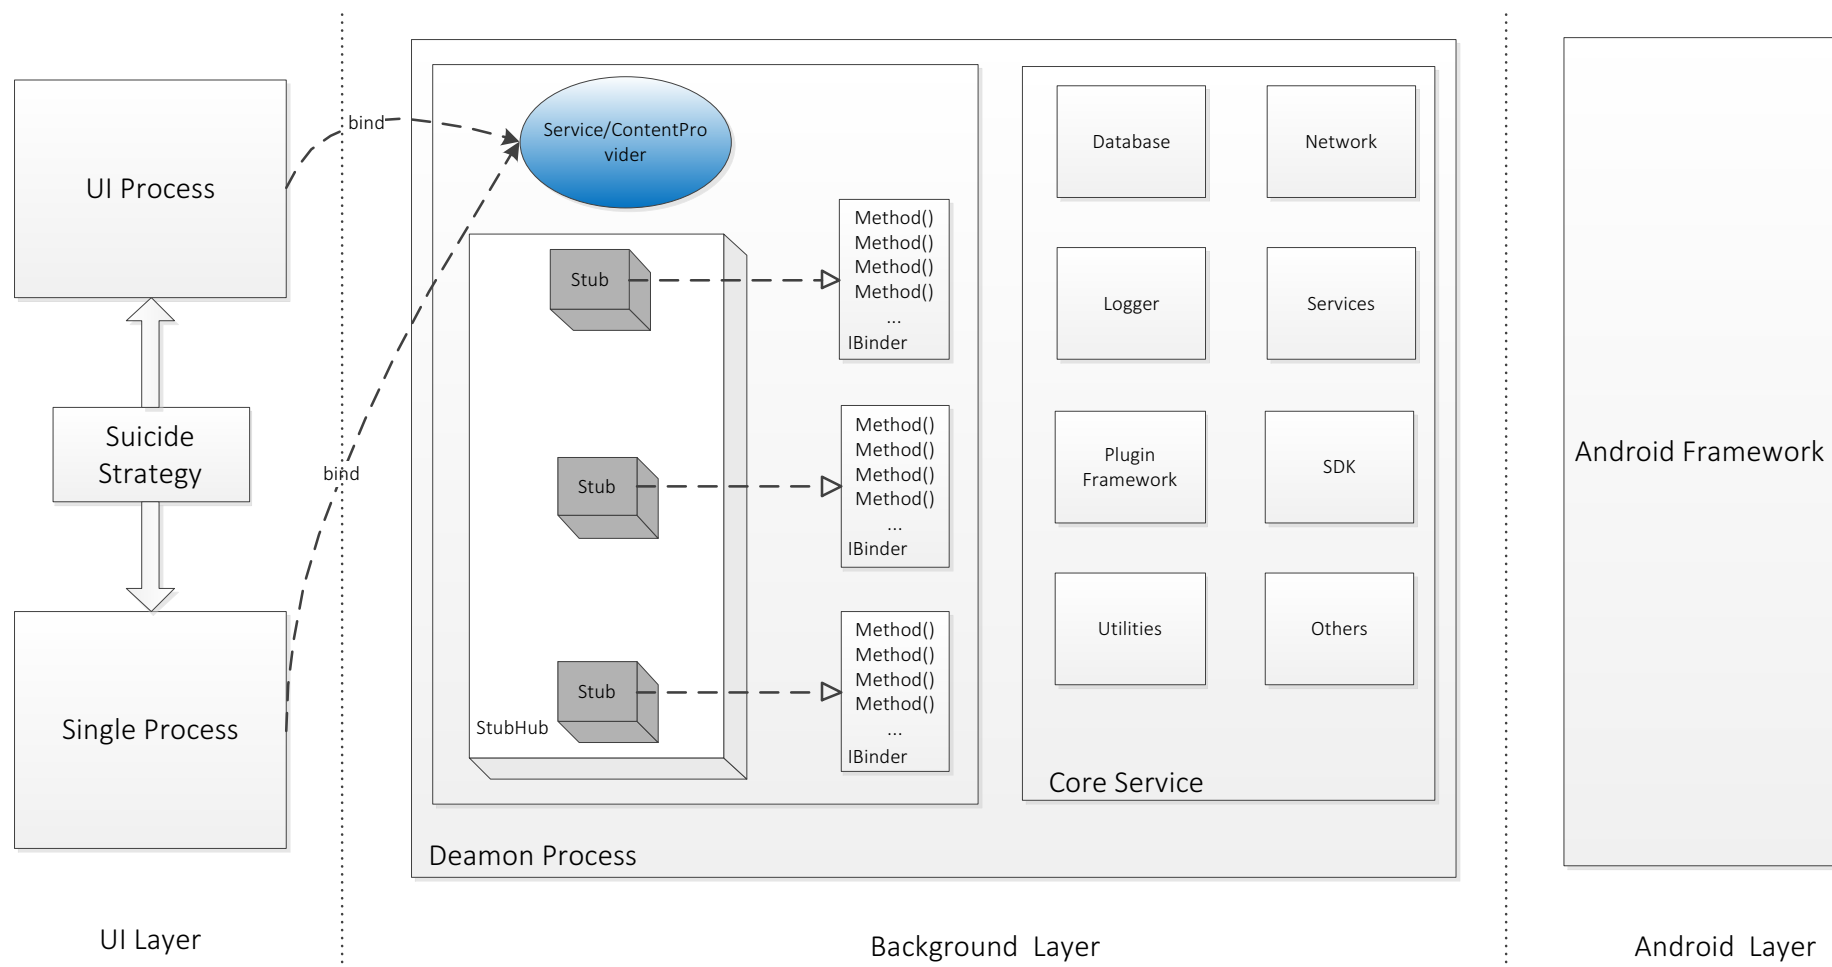 UI Process
Suicide
Strategy
Single Process
UI Layer
bind
bind
Service/ContentPro
vider
Stub
Stub
Stub
StubHub
Method()
Method()
Method()
Method()
...
IBinder
Method()
Method()
Method()
Method()
...
IBinder
Method()
Method()
Method()
Method()
...
IBinder
Database
Network
Logger
Services
Plugin
Framework
SDK
Utilities
Others
Core Service
Deamon Process
Background Layer
Android Framework
Android Layer